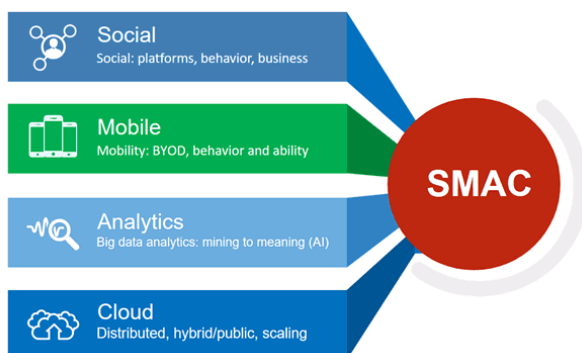 Social
Social: platforms, behavior, business
Mobile
Mobility: BYOD, behavior and ability
Analytics
Big data analytics: mining to meaning (AI)
Cloud
Distributed, hybrid/public, scaling
SMAC